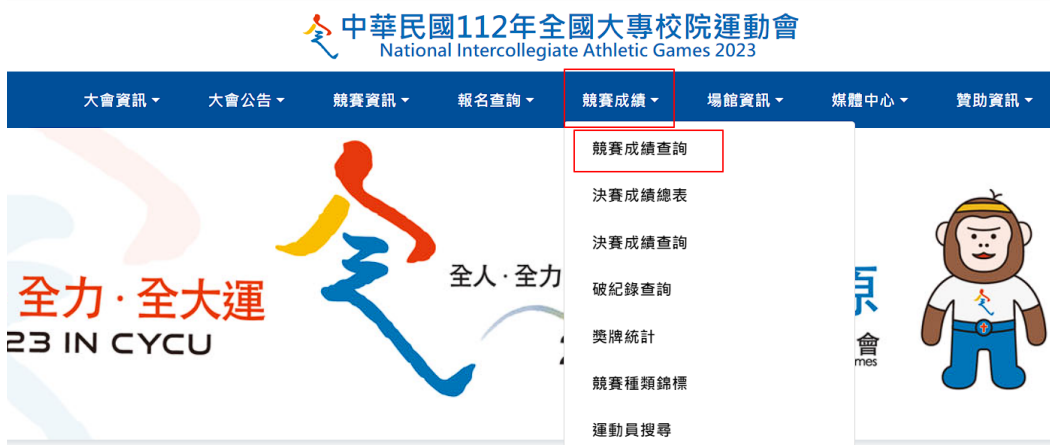 中華民國112年全國大專校院運動會
National Intercollegiate Athletic Games 2023
大會資訊 大會公告 競賽資訊 報名查詢 競賽成績 場館資訊 媒體中心 贊助資訊
競賽成績查詢
決賽成績總表
決賽成績查詢
破紀錄查詢
獎牌統計
競賽種類錦標
運動員搜尋
全力·全大運
23 IN CYCU
全人·全力
原
會
mes